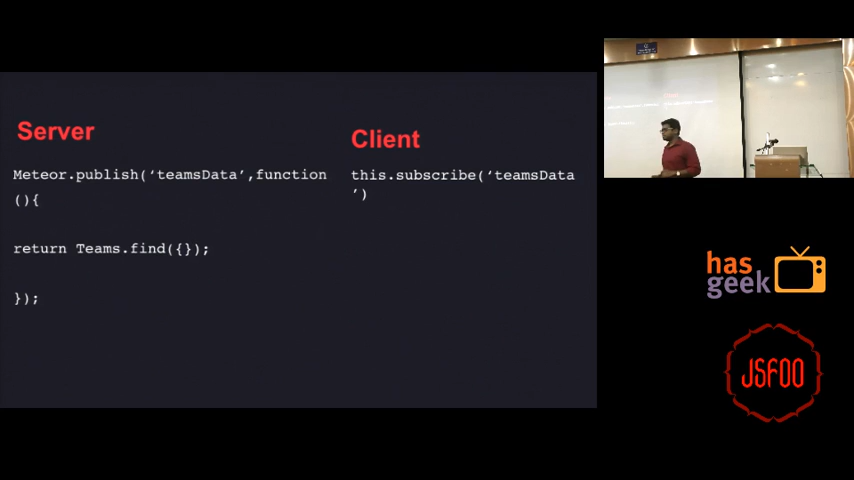 Server
Meteor.publish(‘teamsData’,function
(){
return Teams.find({});
});
Client
this.subscribe(‘teamsData
’)
has
geek
JSFOO